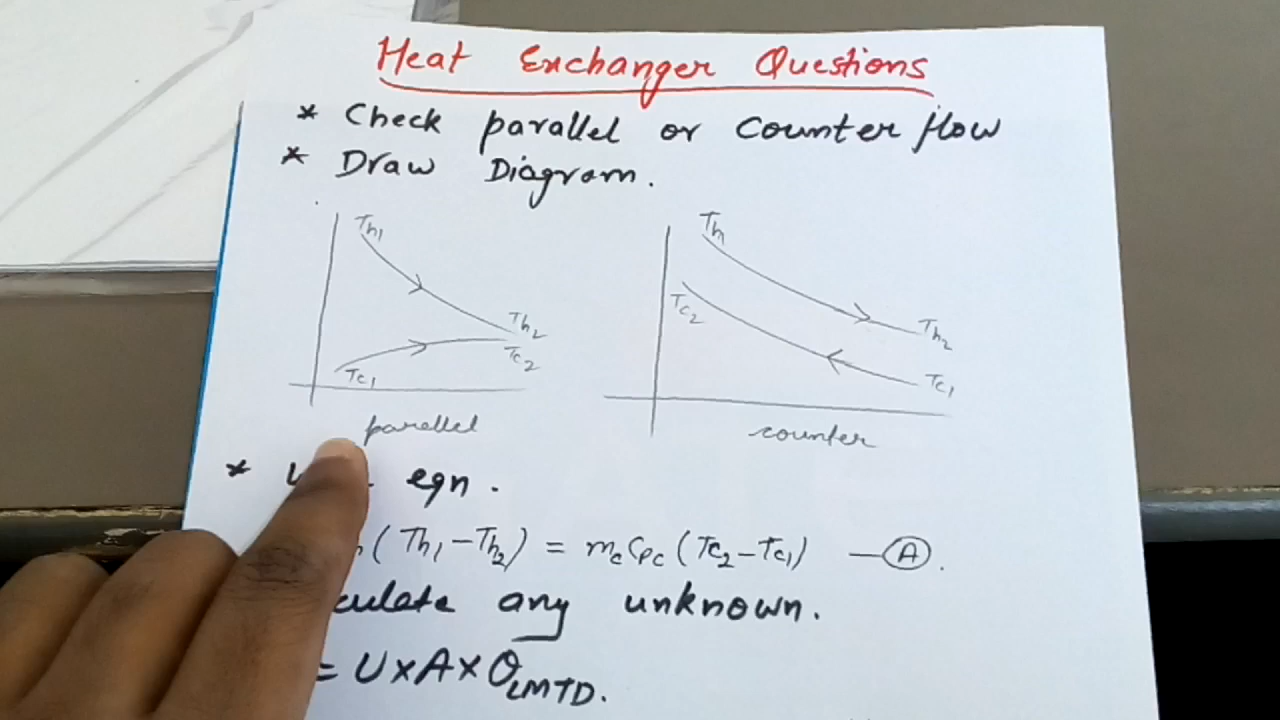 Heat Exchanger Questions
* Check parallel or counter flow
* Draw Diagram.
Th1
Th2
Tc2
Tc1
parallel
Th1
Tc2
Th2
Tc1
counter
* eqn.
(Th1 - Th2) = mc Cpc (Tc2 - Tc1) — (A).
culate any unknown.
= U x A x θLMTD.